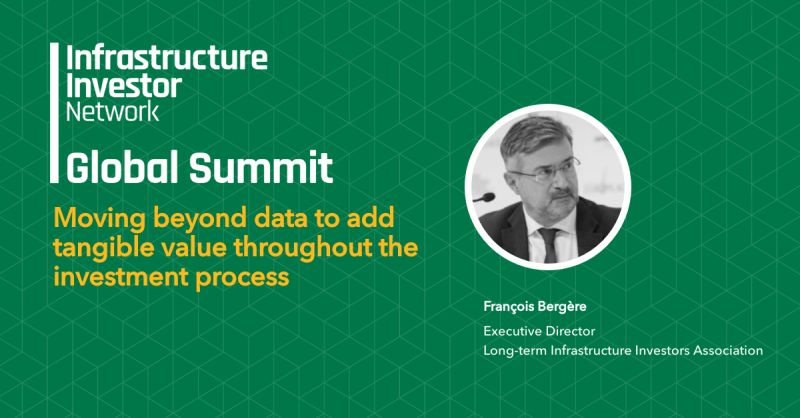 Infrastructure
Investor
Network
Global Summit
Moving beyond data to add
tangible value throughout the
investment process
François Bergère
Executive Director
Long-term Infrastructure Investors Association